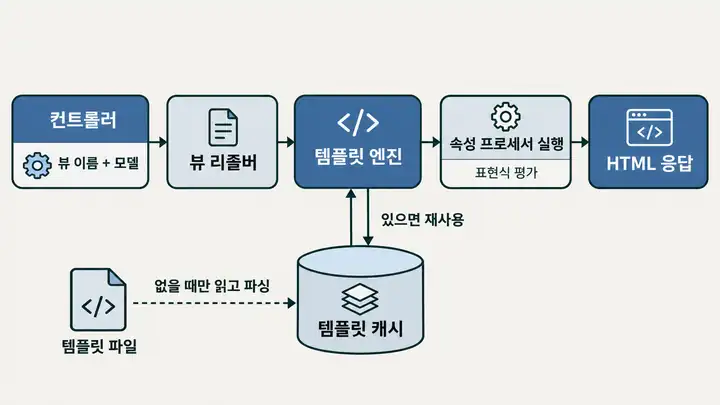 컨트롤러
뷰 이름 + 모델
뷰 리졸버
</>
템플릿 엔진
속성 프로세서 실행
표현식 평가
</>
HTML 응답
있으면 재사용
없을 때만 읽고 파싱
</>
템플릿 파일
템플릿 캐시